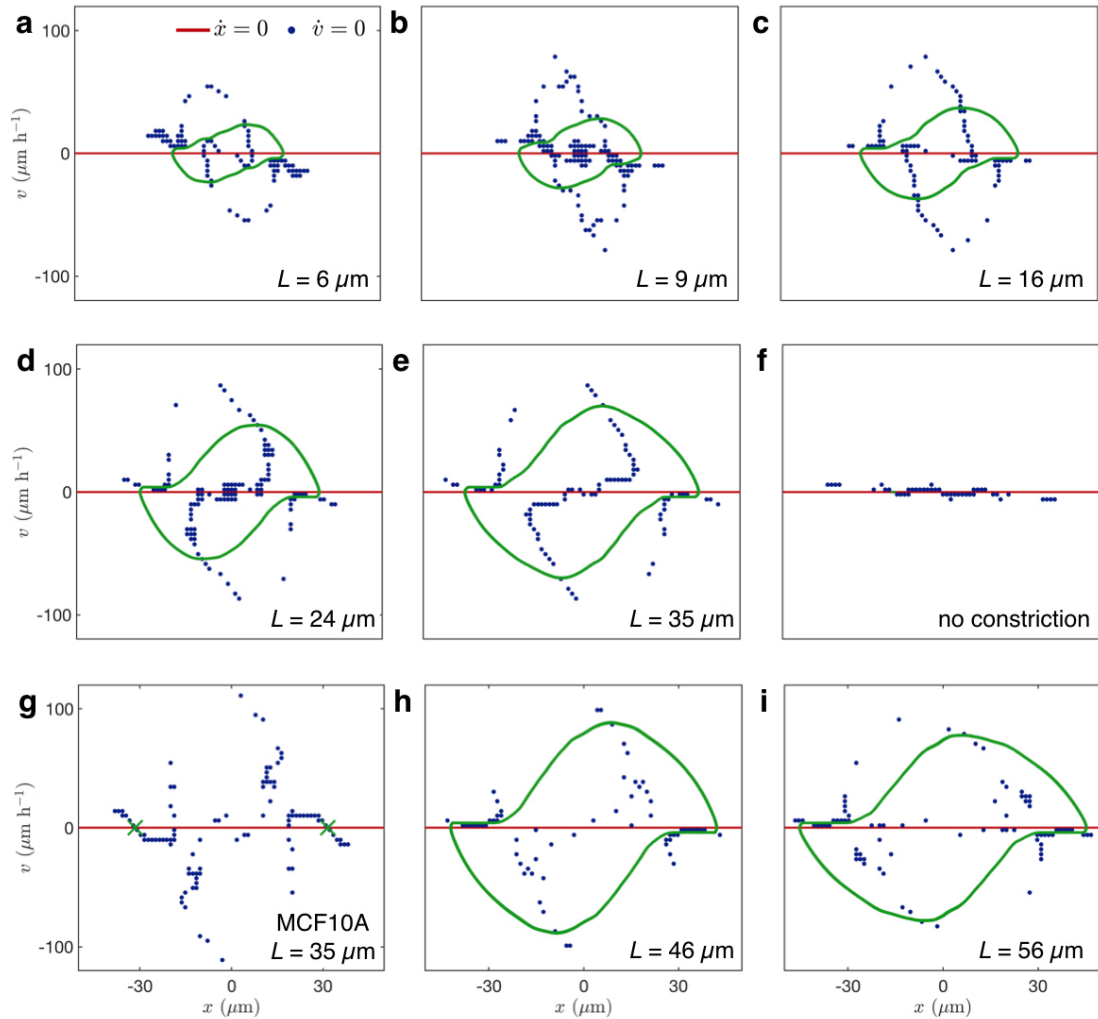 a b c
100 ẋ = 0 v̇ = 0
v (μm h⁻¹)
0
-100
L = 6 μm L = 9 μm L = 16 μm
d e f
100
v (μm h⁻¹)
0
-100
L = 24 μm L = 35 μm no constriction
g h i
100
v (μm h⁻¹)
0
MCF10A
-100
L = 35 μm L = 46 μm L = 56 μm
-30 0 30 -30 0 30 -30 0 30
x (μm) x (μm) x (μm)